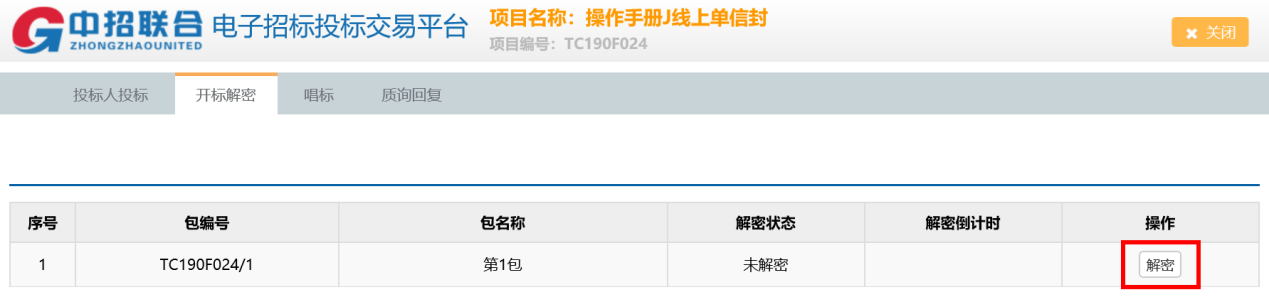 中招联合 电子招标投标交易平台 项目名称：操作手册J线上单信封
ZHONGZHAOUNITED 项目编号：TC190F024 × 关闭
投标人投标 开标解密 唱标 质询回复
序号 包编号 包名称 解密状态 解密倒计时 操作
1 TC190F024/1 第1包 未解密 解密